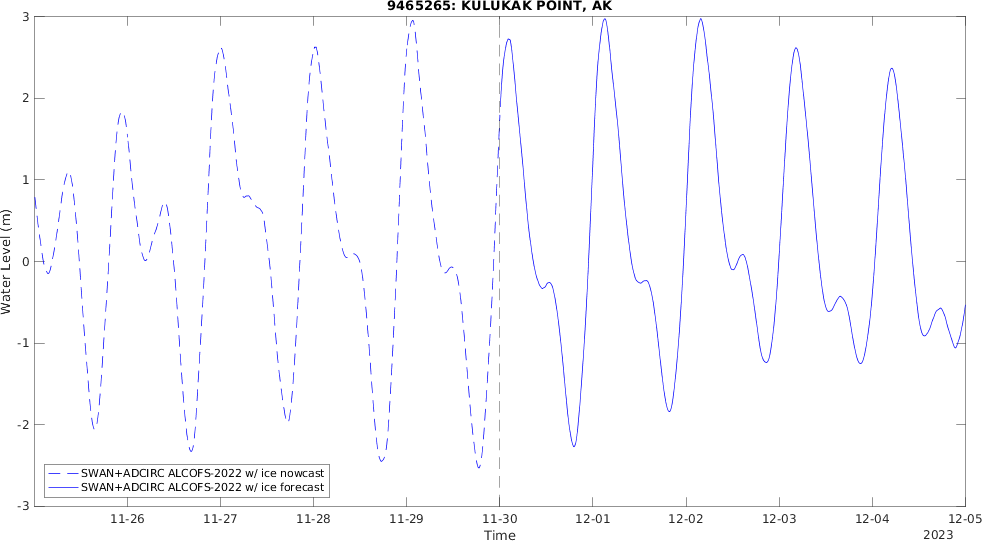 9465265: KULUKAK POINT, AK
3
2
1
0
-1
-2
-3
Water Level (m)
SWAN+ADCIRC ALCOFS-2022 w/ ice nowcast
SWAN+ADCIRC ALCOFS-2022 w/ ice forecast
11-26 11-27 11-28 11-29 11-30 12-01 12-02 12-03 12-04 12-05
Time
2023